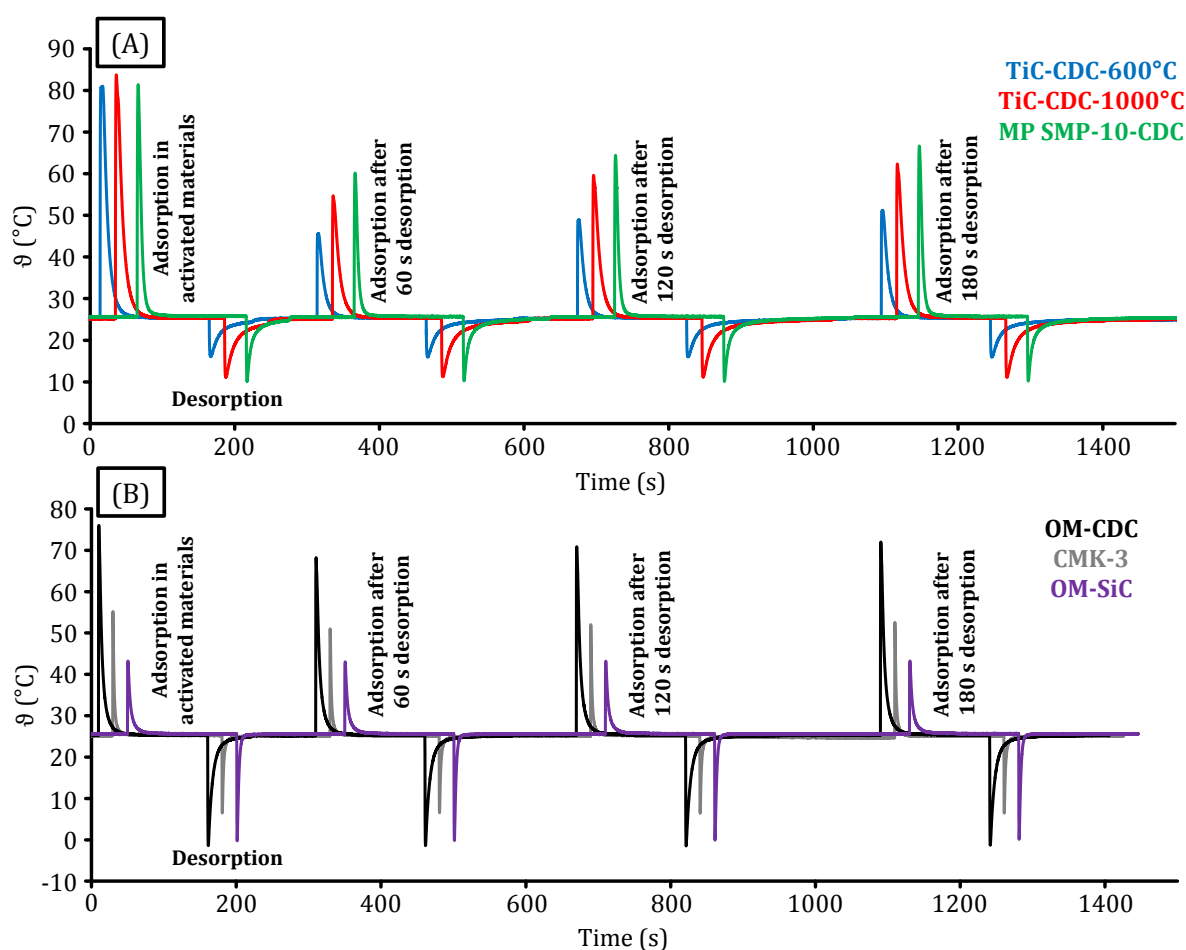 (A)
90
80
70
60
50
40
30
20
10
0
ϑ (°C)
Adsorption in
activated materials
Adsorption after
60 s desorption
Adsorption after
120 s desorption
Adsorption after
180 s desorption
TiC-CDC-600°C
TiC-CDC-1000°C
MP SMP-10-CDC
Desorption
0 200 400 600 800 1000 1200 1400
Time (s)
(B)
80
70
60
50
40
30
20
10
0
-10
ϑ (°C)
Adsorption in
activated materials
Adsorption after
60 s desorption
Adsorption after
120 s desorption
Adsorption after
180 s desorption
OM-CDC
CMK-3
OM-SiC
Desorption
0 200 400 600 800 1000 1200 1400
Time (s)